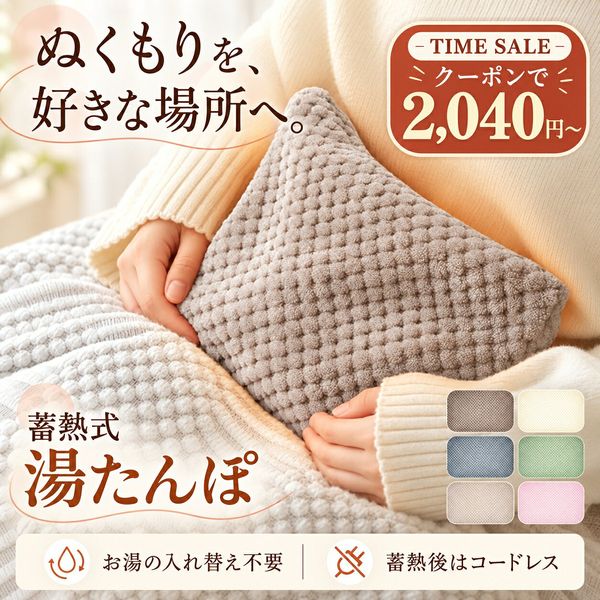 ぬくもりを、
好きな場所へ。
TIME SALE
クーポンで
2,040円~
蓄熱式
湯たんぽ
お湯の入れ替え不要
蓄熱後はコードレス